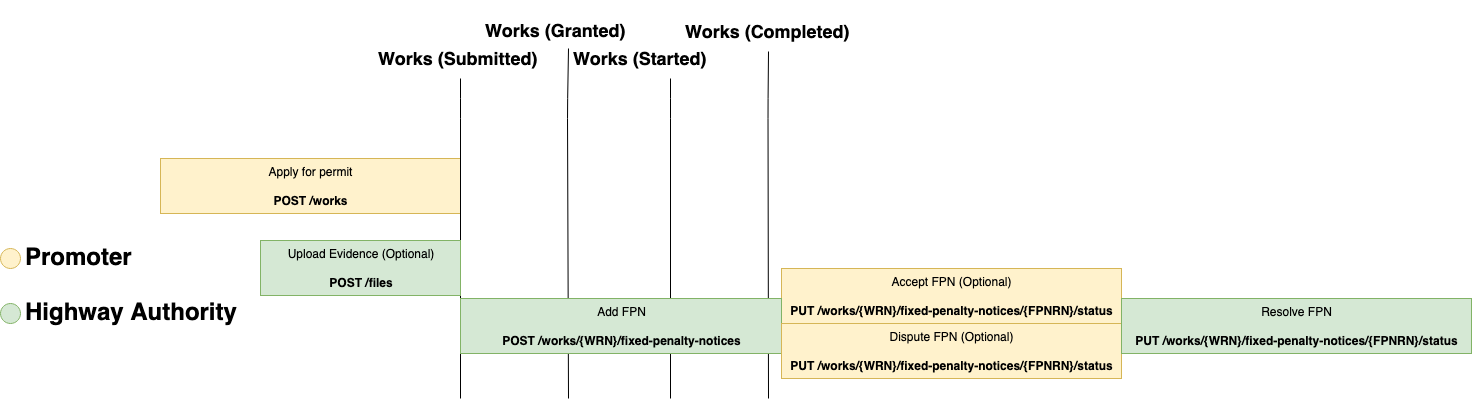 Works (Granted)
Works (Completed)
Works (Submitted)
Works (Started)
Apply for permit
POST /works
Promoter
Upload Evidence (Optional)
POST /files
Highway Authority
Add FPN
POST /works/{WRN}/fixed-penalty-notices
Accept FPN (Optional)
PUT /works/{WRN}/fixed-penalty-notices/{FPNRN}/status
Dispute FPN (Optional)
PUT /works/{WRN}/fixed-penalty-notices/{FPNRN}/status
Resolve FPN
PUT /works/{WRN}/fixed-penalty-notices/{FPNRN}/status